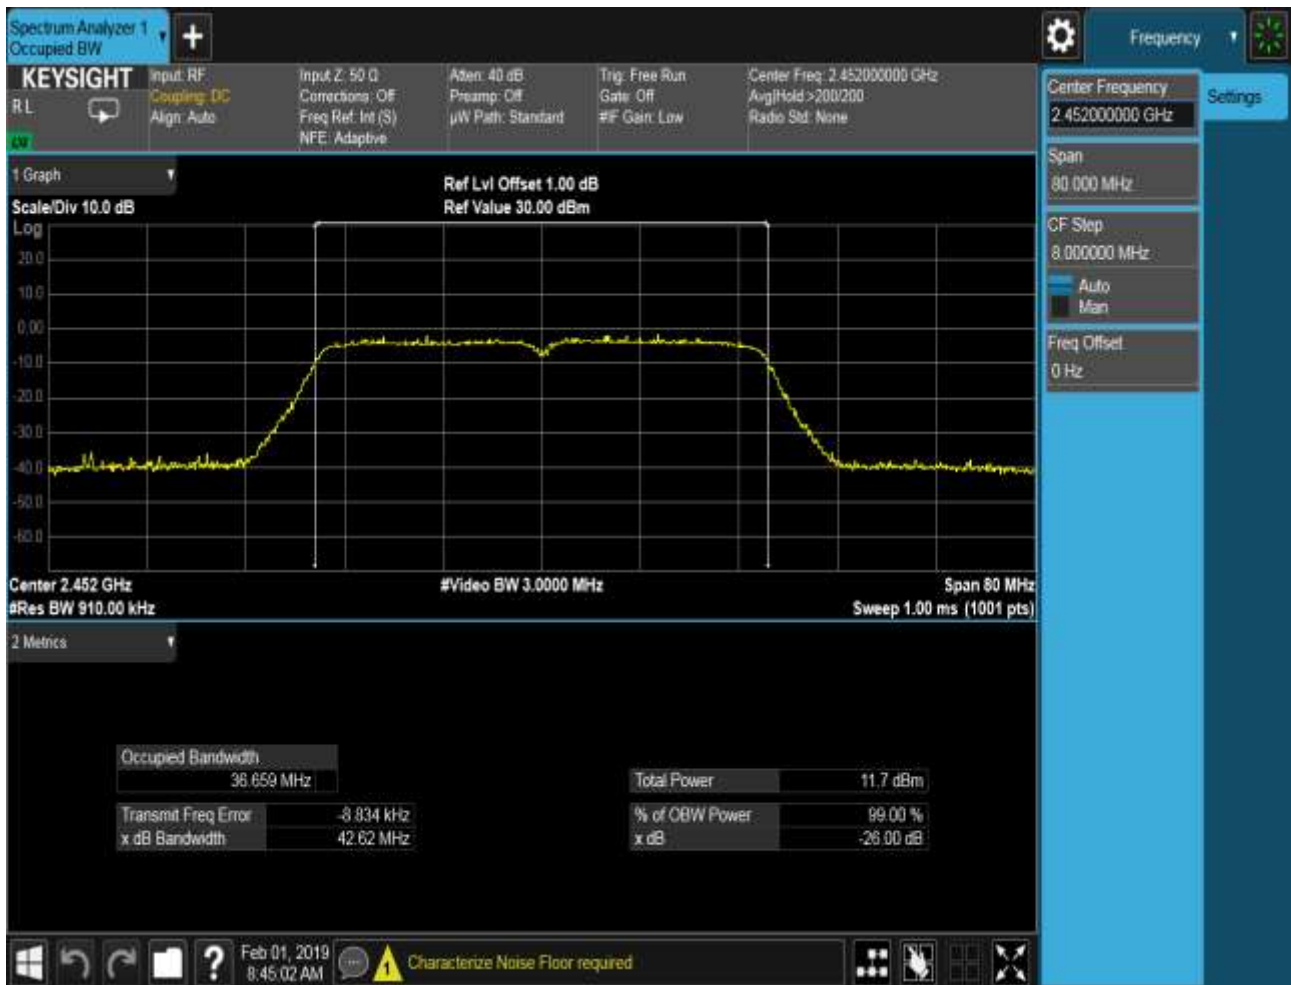 Spectrum Analyzer 1
Occupied BW
Frequency
KEYSIGHT
R L
Input: RF
Coupling: DC
Align: Auto
Input Z: 50 Ω
Corrections: Off
Freq Ref: Int (S)
NFE: Adaptive
Atten: 40 dB
Preamp: Off
µW Path: Standard
Trig: Free Run
Gate: Off
#IF Gain: Low
Center Freq: 2.452000000 GHz
Avg|Hold >200/200
Radio Std: None
Center Frequency
2.452000000 GHz
Settings
Span
80.000 MHz
CF Step
8.000000 MHz
Auto
Man
Freq Offset
0 Hz
1 Graph
Scale/Div 10.0 dB
Ref Lvl Offset 1.00 dB
Ref Value 30.00 dBm
Log
20.0
10.0
0.00
-10.0
-20.0
-30.0
-40.0
-50.0
-60.0
Center 2.452 GHz
#Video BW 3.0000 MHz
Span 80 MHz
#Res BW 910.00 kHz
Sweep 1.00 ms (1001 pts)
2 Metrics
Occupied Bandwidth
36.659 MHz
Total Power 11.7 dBm
Transmit Freq Error -8.834 kHz
% of OBW Power 99.00 %
x dB Bandwidth 42.62 MHz
x dB -26.00 dB
Feb 01, 2019
8:45:02 AM
1
Characterize Noise Floor required